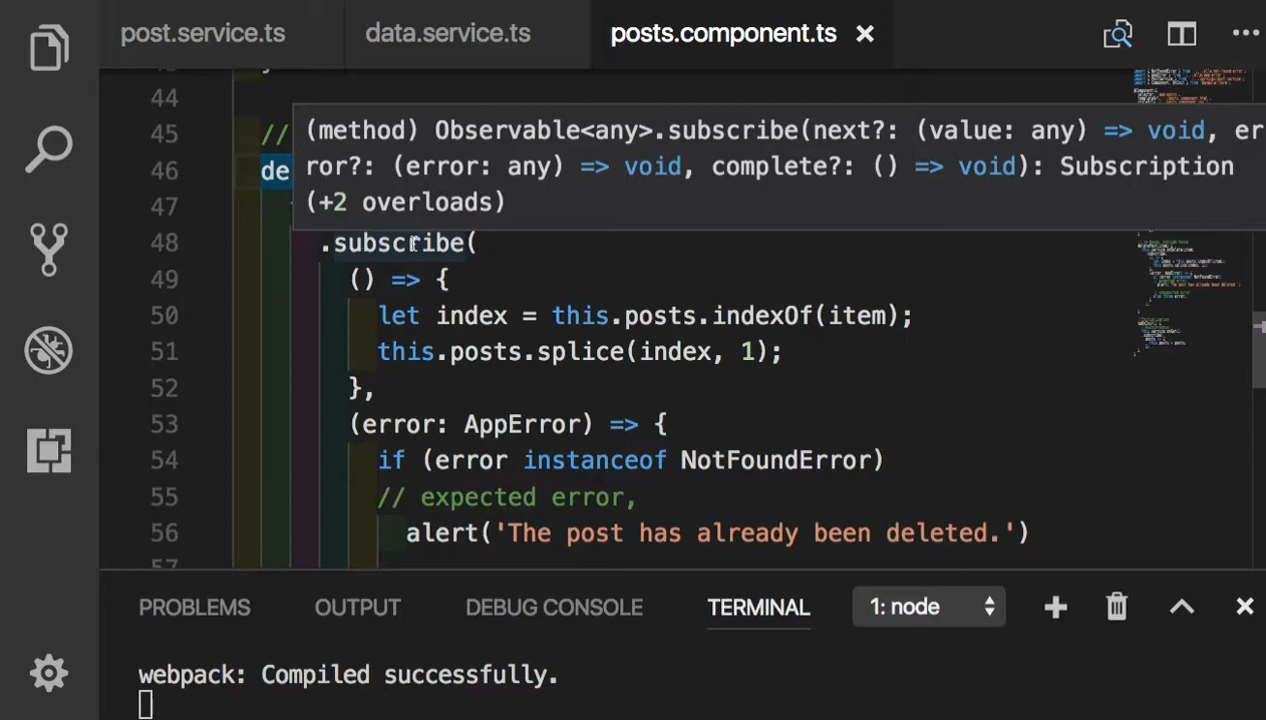 post.service.ts data.service.ts posts.component.ts
44
(method) Observable<any>.subscribe(next?: (value: any) => void, er
ror?: (error: any) => void, complete?: () => void): Subscription
(+2 overloads)
45 //
46 de
47
48 .subscribe(
49 () => {
50 let index = this.posts.indexOf(item);
51 this.posts.splice(index, 1);
52 },
53 (error: AppError) => {
54 if (error instanceof NotFoundError)
55 // expected error,
56 alert('The post has already been deleted.')
57
PROBLEMS OUTPUT DEBUG CONSOLE TERMINAL 1: node
webpack: Compiled successfully.